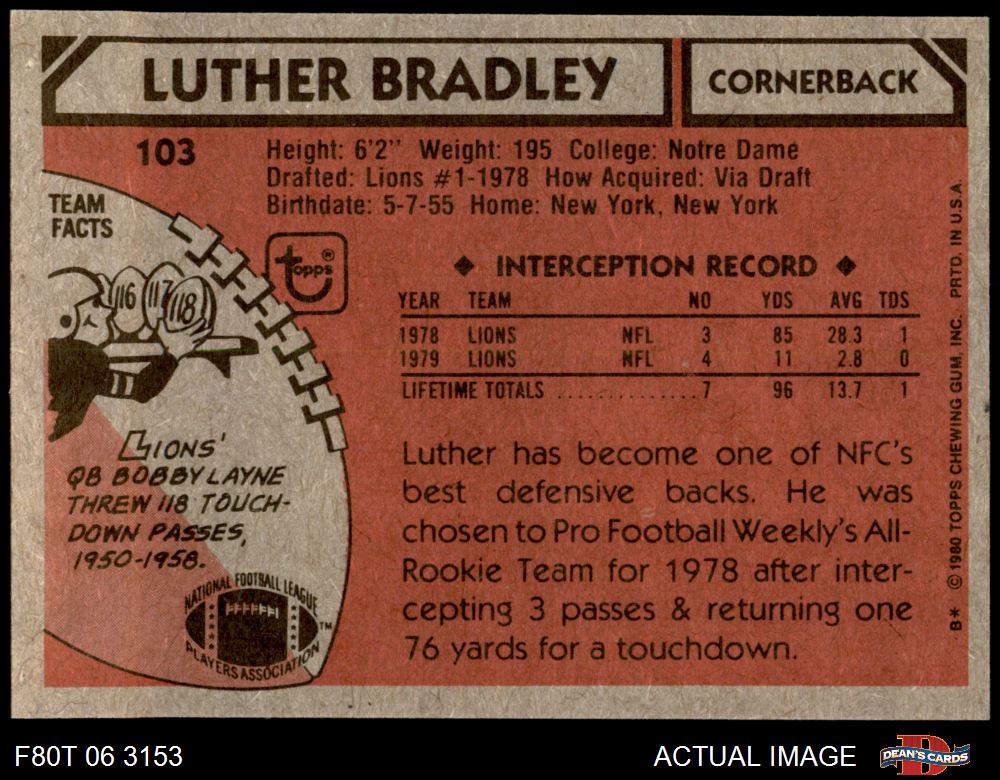 LUTHER BRADLEY
CORNERBACK
103
Height: 6'2" Weight: 195 College: Notre Dame
Drafted: Lions #1-1978 How Acquired: Via Draft
Birthdate: 5-7-55 Home: New York, New York
TEAM
FACTS
topps®
116 117 118
◆ INTERCEPTION RECORD ◆
YEAR TEAM NO YDS AVG TDS
1978 LIONS NFL 3 85 28.3 1
1979 LIONS NFL 4 11 2.8 0
LIFETIME TOTALS .............. 7 96 13.7 1
LIONS'
QB BOBBY LAYNE
THREW 118 TOUCH-
DOWN PASSES,
1950-1958.
NATIONAL FOOTBALL LEAGUE
PLAYERS ASSOCIATION
TM
Luther has become one of NFC's
best defensive backs. He was
chosen to Pro Football Weekly's All-
Rookie Team for 1978 after inter-
cepting 3 passes & returning one
76 yards for a touchdown.
B* © 1980 TOPPS CHEWING GUM, INC. PRTD. IN U.S.A.
F80T 06 3153
ACTUAL IMAGE
DEAN'S CARDS